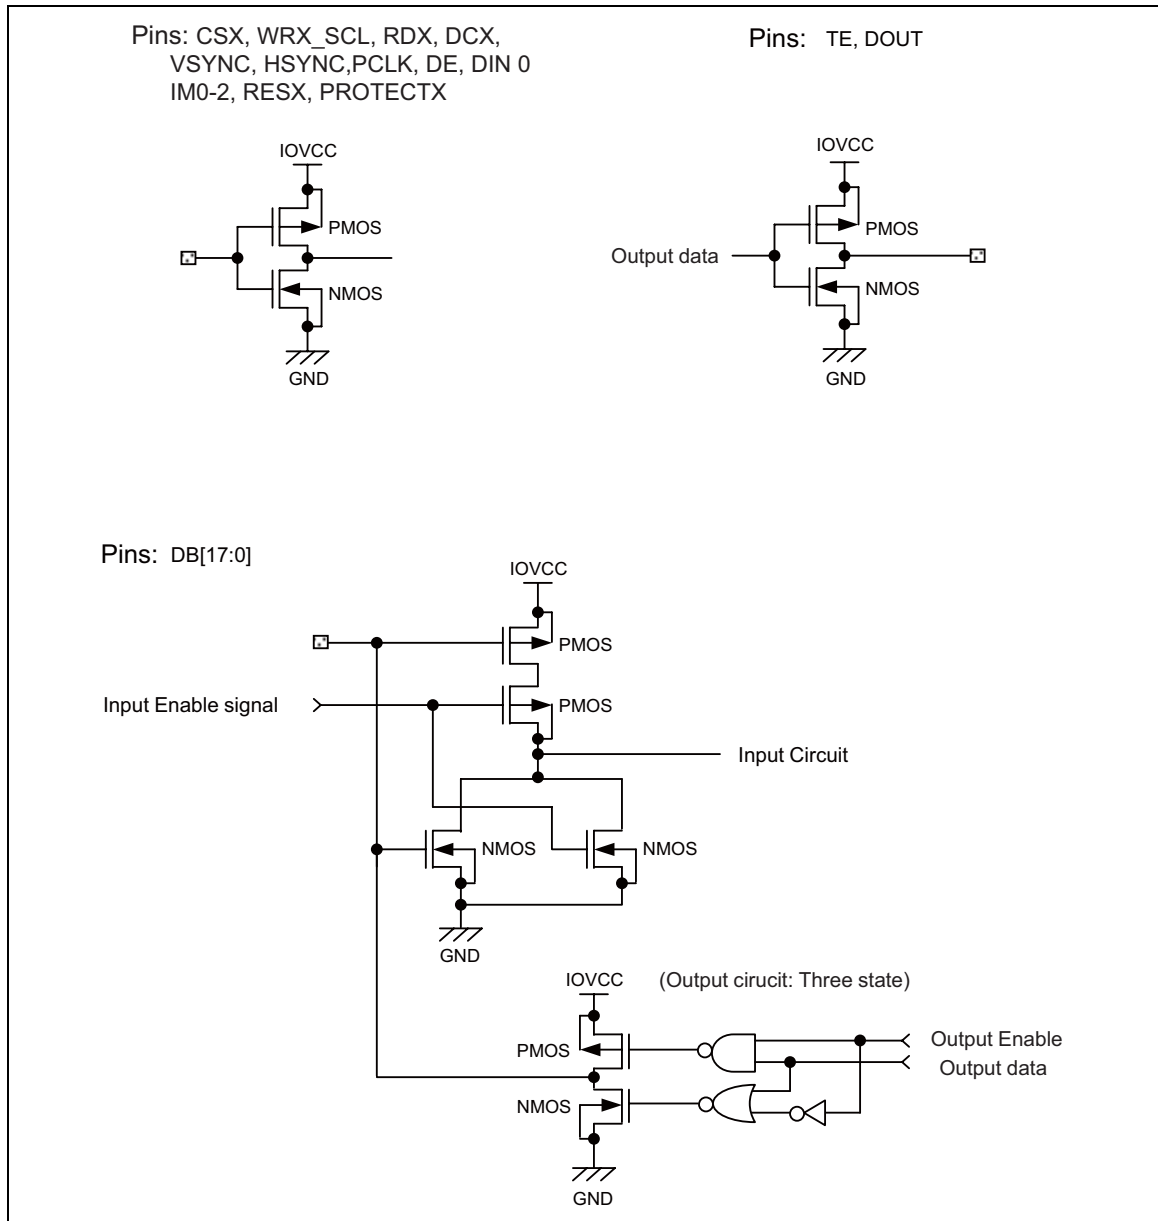 Pins: CSX, WRX_SCL, RDX, DCX,
VSYNC, HSYNC,PCLK, DE, DIN 0
IM0-2, RESX, PROTECTX
IOVCC
PMOS
NMOS
GND
Pins: TE, DOUT
IOVCC
PMOS
Output data
NMOS
GND
Pins: DB[17:0]
IOVCC
PMOS
Input Enable signal
PMOS
Input Circuit
NMOS
NMOS
GND
IOVCC
(Output cirucit: Three state)
PMOS
Output Enable
Output data
NMOS
GND